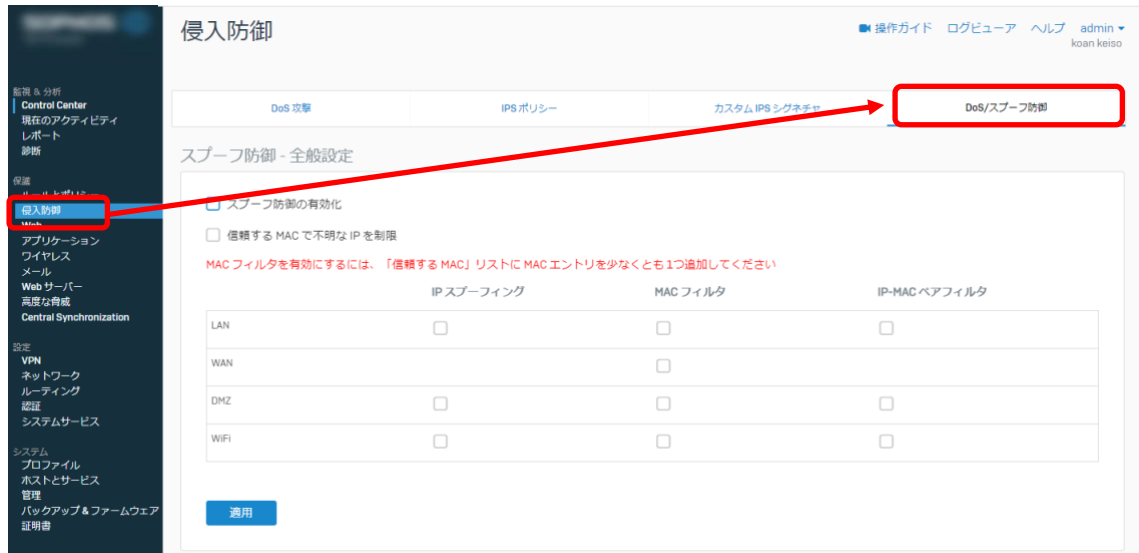 SOPHOS
侵入防御
操作ガイド ログビューア ヘルプ admin
koan keiso
監視 & 分析
Control Center
現在のアクティビティ
レポート
診断
保護
ルールとポリシー
侵入防御
Web
アプリケーション
ワイヤレス
メール
Web サーバー
高度な脅威
Central Synchronization
設定
VPN
ネットワーク
ルーティング
認証
システムサービス
システム
プロファイル
ホストとサービス
管理
バックアップ & ファームウェア
証明書
DoS 攻撃 IPS ポリシー カスタム IPS シグネチャ DoS/スプーフ防御
スプーフ防御 - 全般設定
スプーフ防御の有効化
信頼する MAC で不明な IP を制限
MAC フィルタを有効にするには、「信頼する MAC」リストに MAC エントリを少なくとも 1つ追加してください
IP スプーフィング MAC フィルタ IP-MAC ペアフィルタ
LAN
WAN
DMZ
WiFi
適用